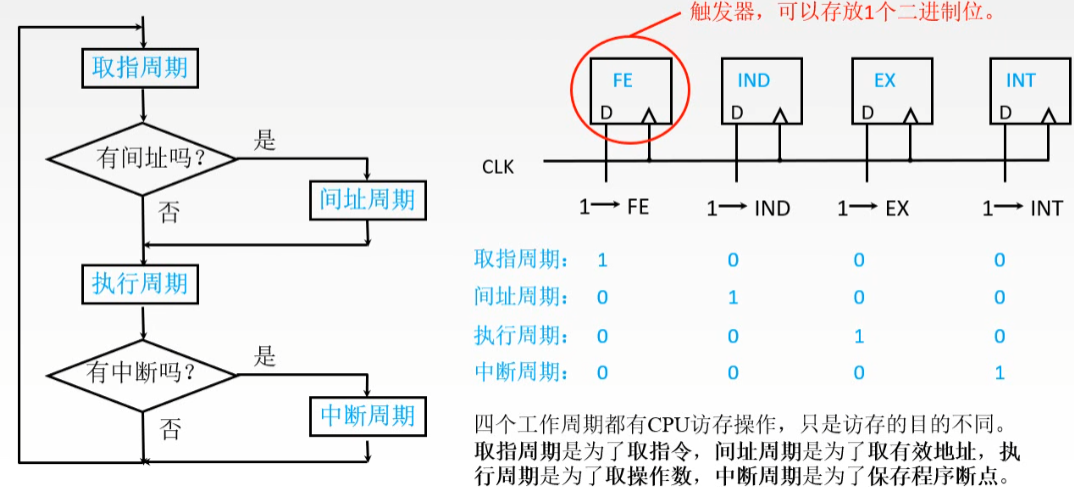 取指周期
有间址吗?
是
间址周期
否
执行周期
有中断吗?
是
中断周期
否
触发器，可以存放1个二进制位。
FE IND EX INT
D D D D
CLK
1→ FE 1→ IND 1→ EX 1→ INT
取指周期： 1 0 0 0
间址周期： 0 1 0 0
执行周期： 0 0 1 0
中断周期： 0 0 0 1
四个工作周期都有CPU访存操作，只是访存的目的不同。
取指周期是为了取指令，间址周期是为了取有效地址，执
行周期是为了取操作数，中断周期是为了保存程序断点。